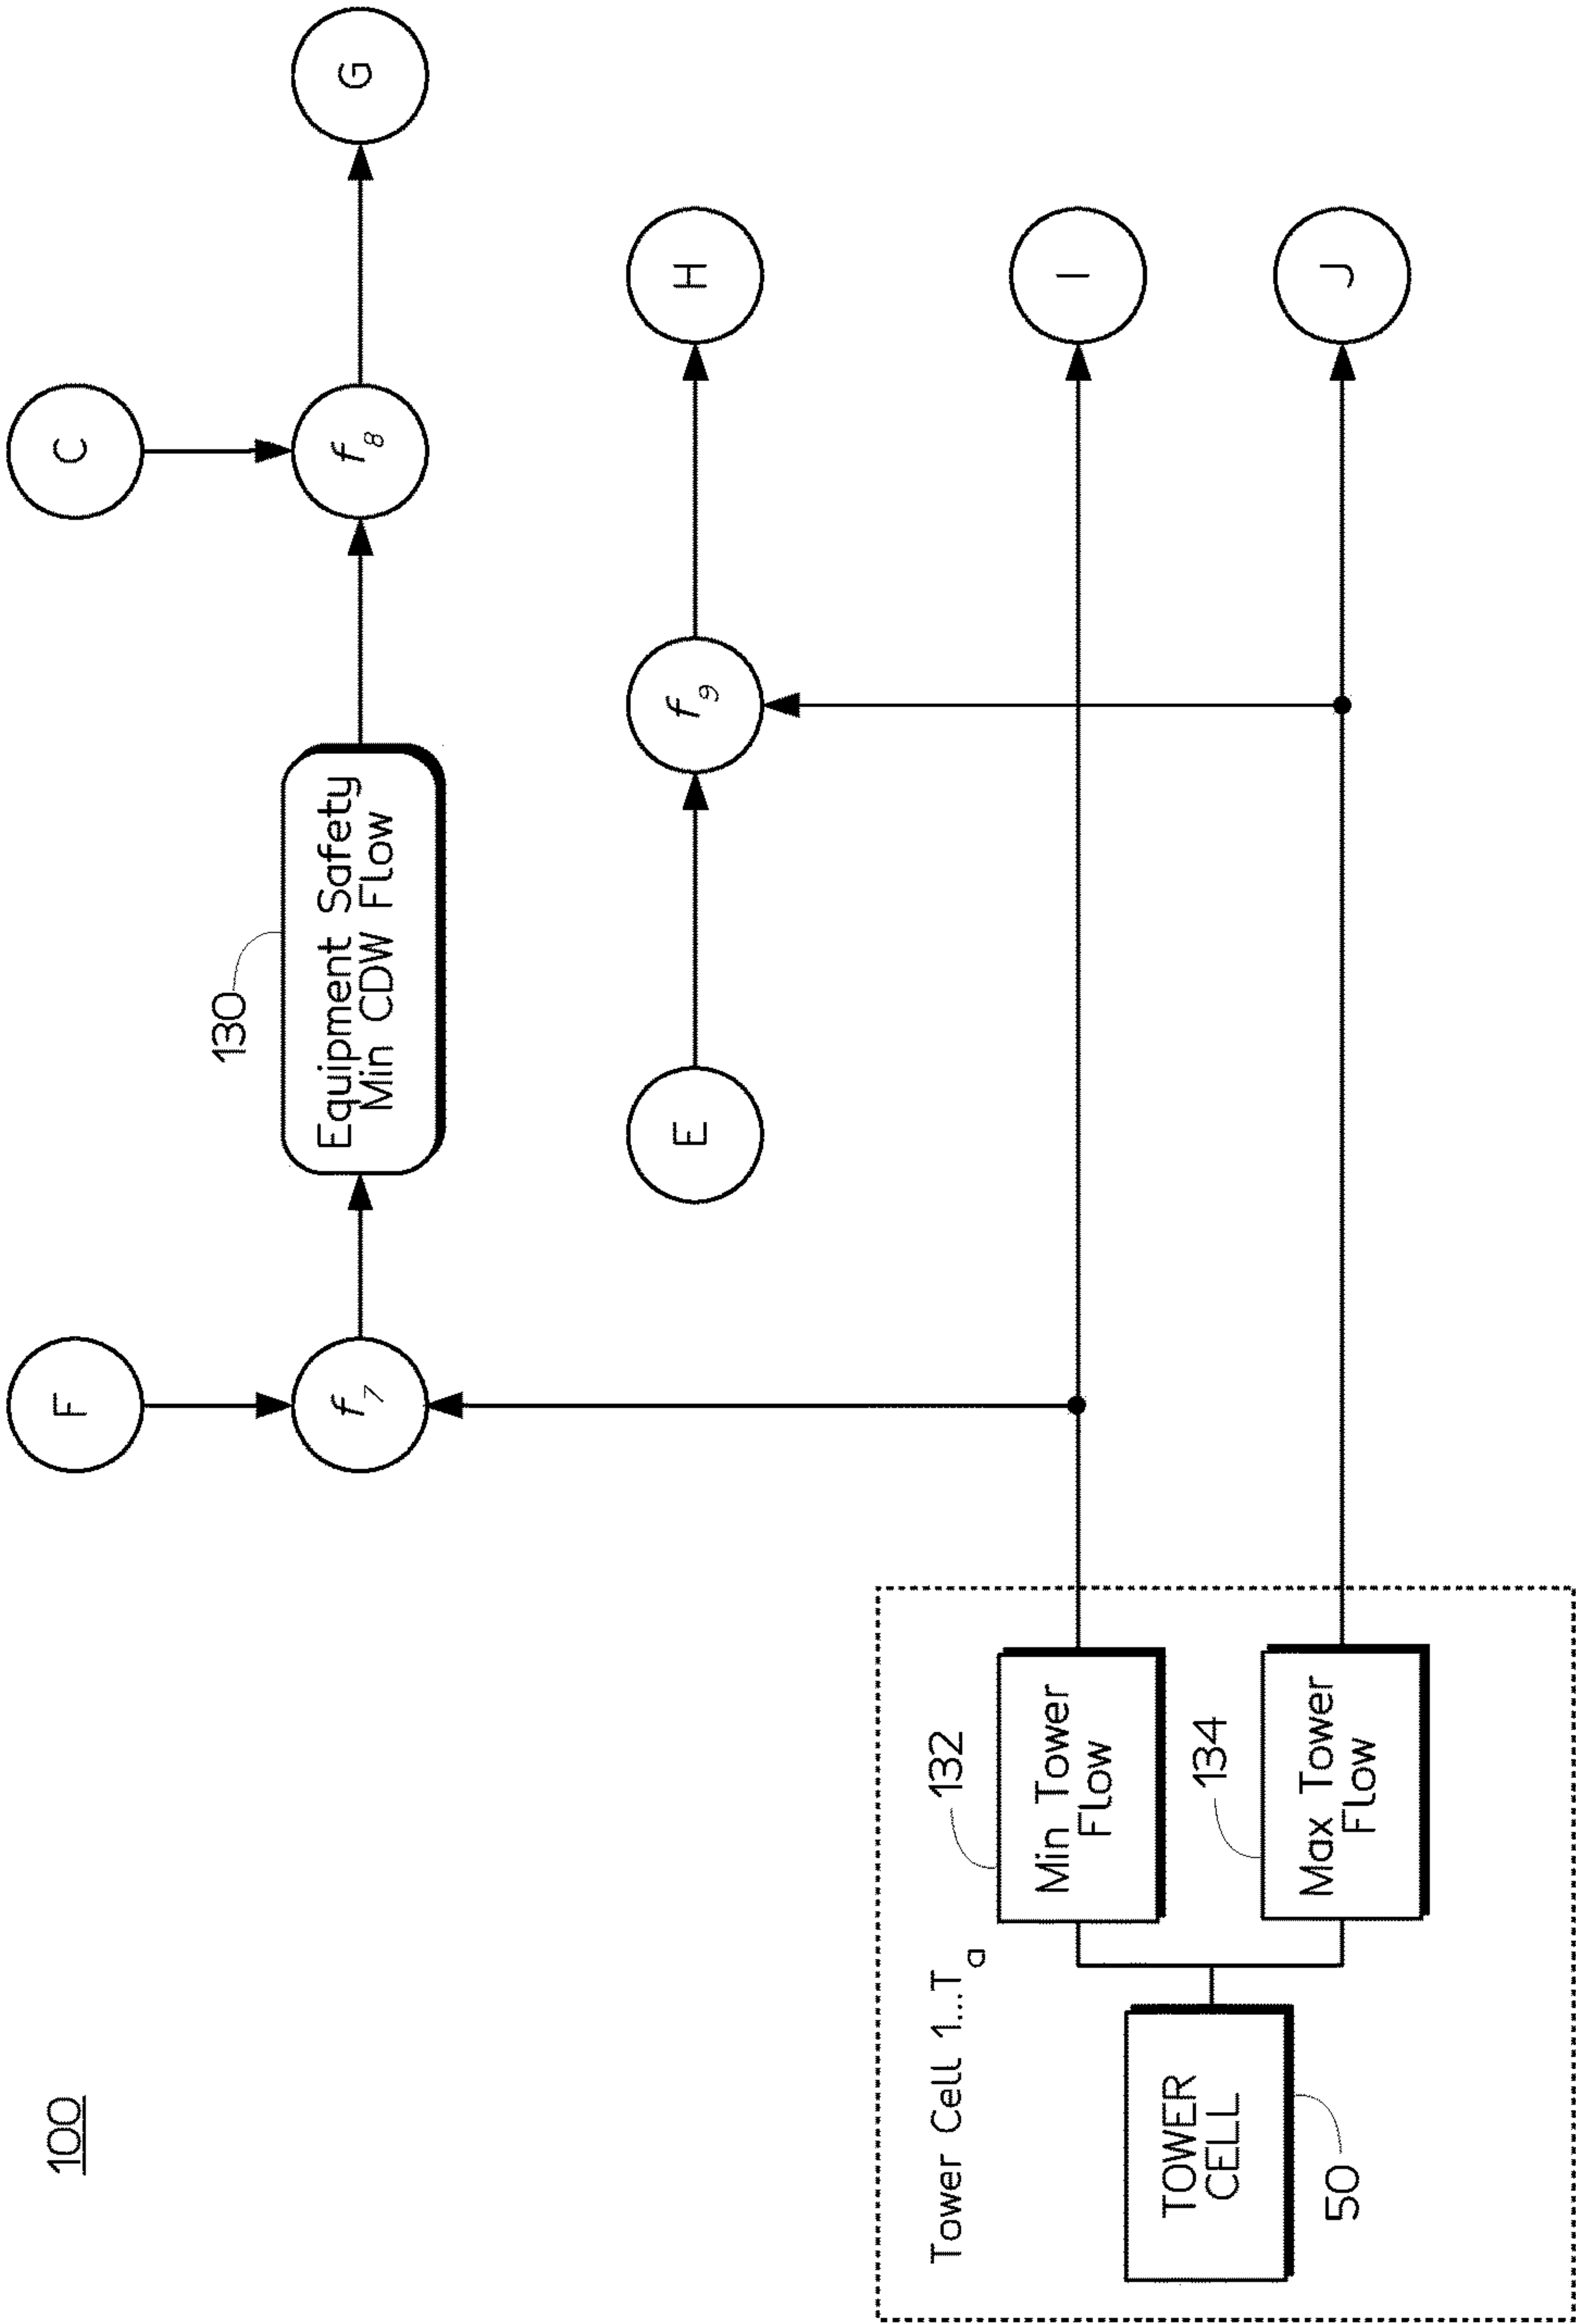 100
F
C
f7
130
Equipment Safety
Min CDW Flow
f8
G
E
f9
H
Tower Cell 1...Ta
132
Min Tower
Flow
I
TOWER
CELL
50
134
Max Tower
Flow
J